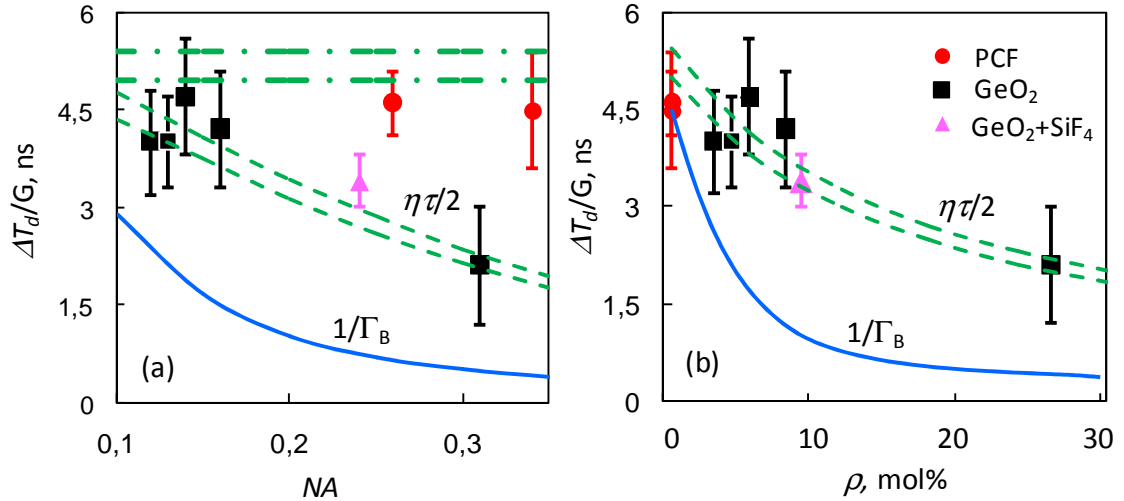 6
4.5
3
1.5
0
ΔT_d/G, ns
ητ/2
1/Γ_B
(a)
0,1
0,2
0,3
NA
6
4.5
3
1.5
0
ΔT_d/G, ns
PCF
GeO₂
GeO₂+SiF₄
ητ/2
1/Γ_B
(b)
0
10
20
30
ρ, mol%